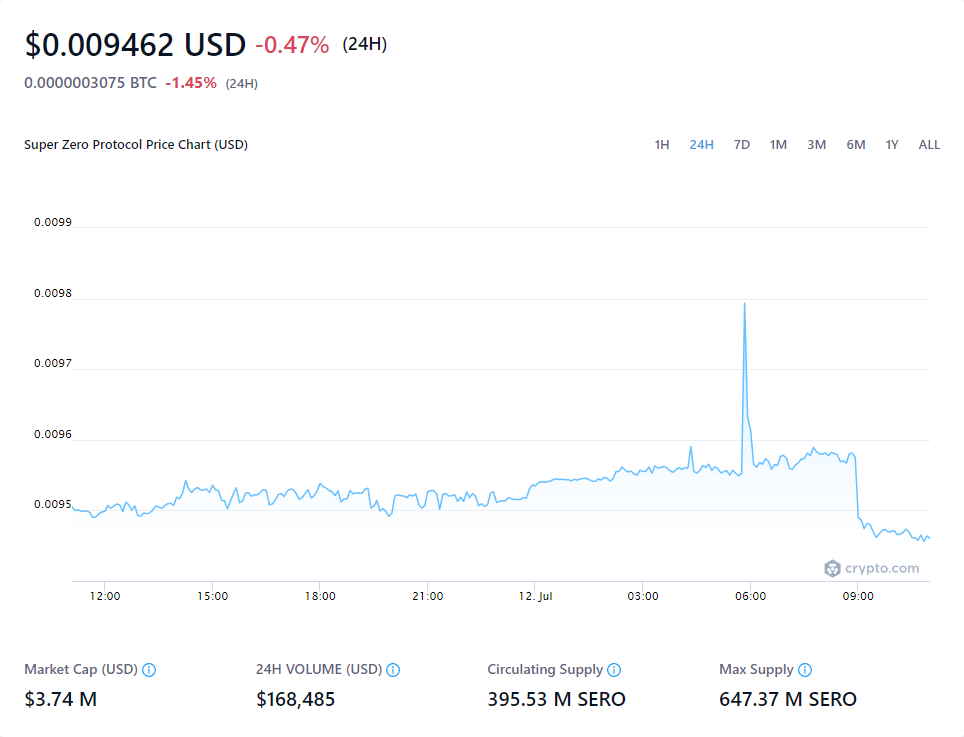 $0.009462 USD -0.47% (24H)
0.0000003075 BTC -1.45% (24H)
Super Zero Protocol Price Chart (USD) 1H 24H 7D 1M 3M 6M 1Y ALL
0.0099
0.0098
0.0097
0.0096
0.0095
crypto.com
12:00 15:00 18:00 21:00 12. Jul 03:00 06:00 09:00
Market Cap (USD) 24H VOLUME (USD) Circulating Supply Max Supply
$3.74 M $168,485 395.53 M SERO 647.37 M SERO